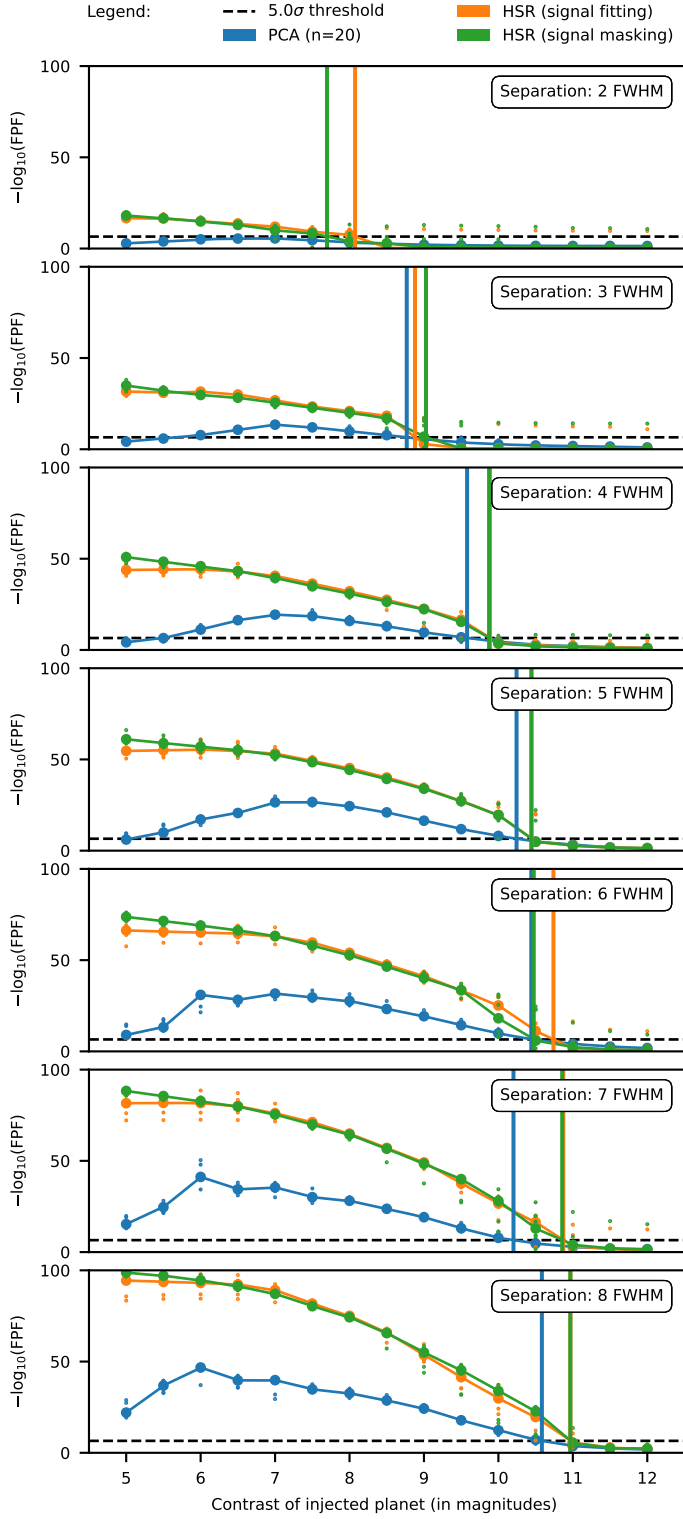 Legend:
5.0σ threshold
PCA (n=20)
HSR (signal fitting)
HSR (signal masking)
100
50
0
−log₁₀(FPF)
Separation: 2 FWHM
100
50
0
−log₁₀(FPF)
Separation: 3 FWHM
100
50
0
−log₁₀(FPF)
Separation: 4 FWHM
100
50
0
−log₁₀(FPF)
Separation: 5 FWHM
100
50
0
−log₁₀(FPF)
Separation: 6 FWHM
100
50
0
−log₁₀(FPF)
Separation: 7 FWHM
100
50
0
−log₁₀(FPF)
Separation: 8 FWHM
5 6 7 8 9 10 11 12
Contrast of injected planet (in magnitudes)